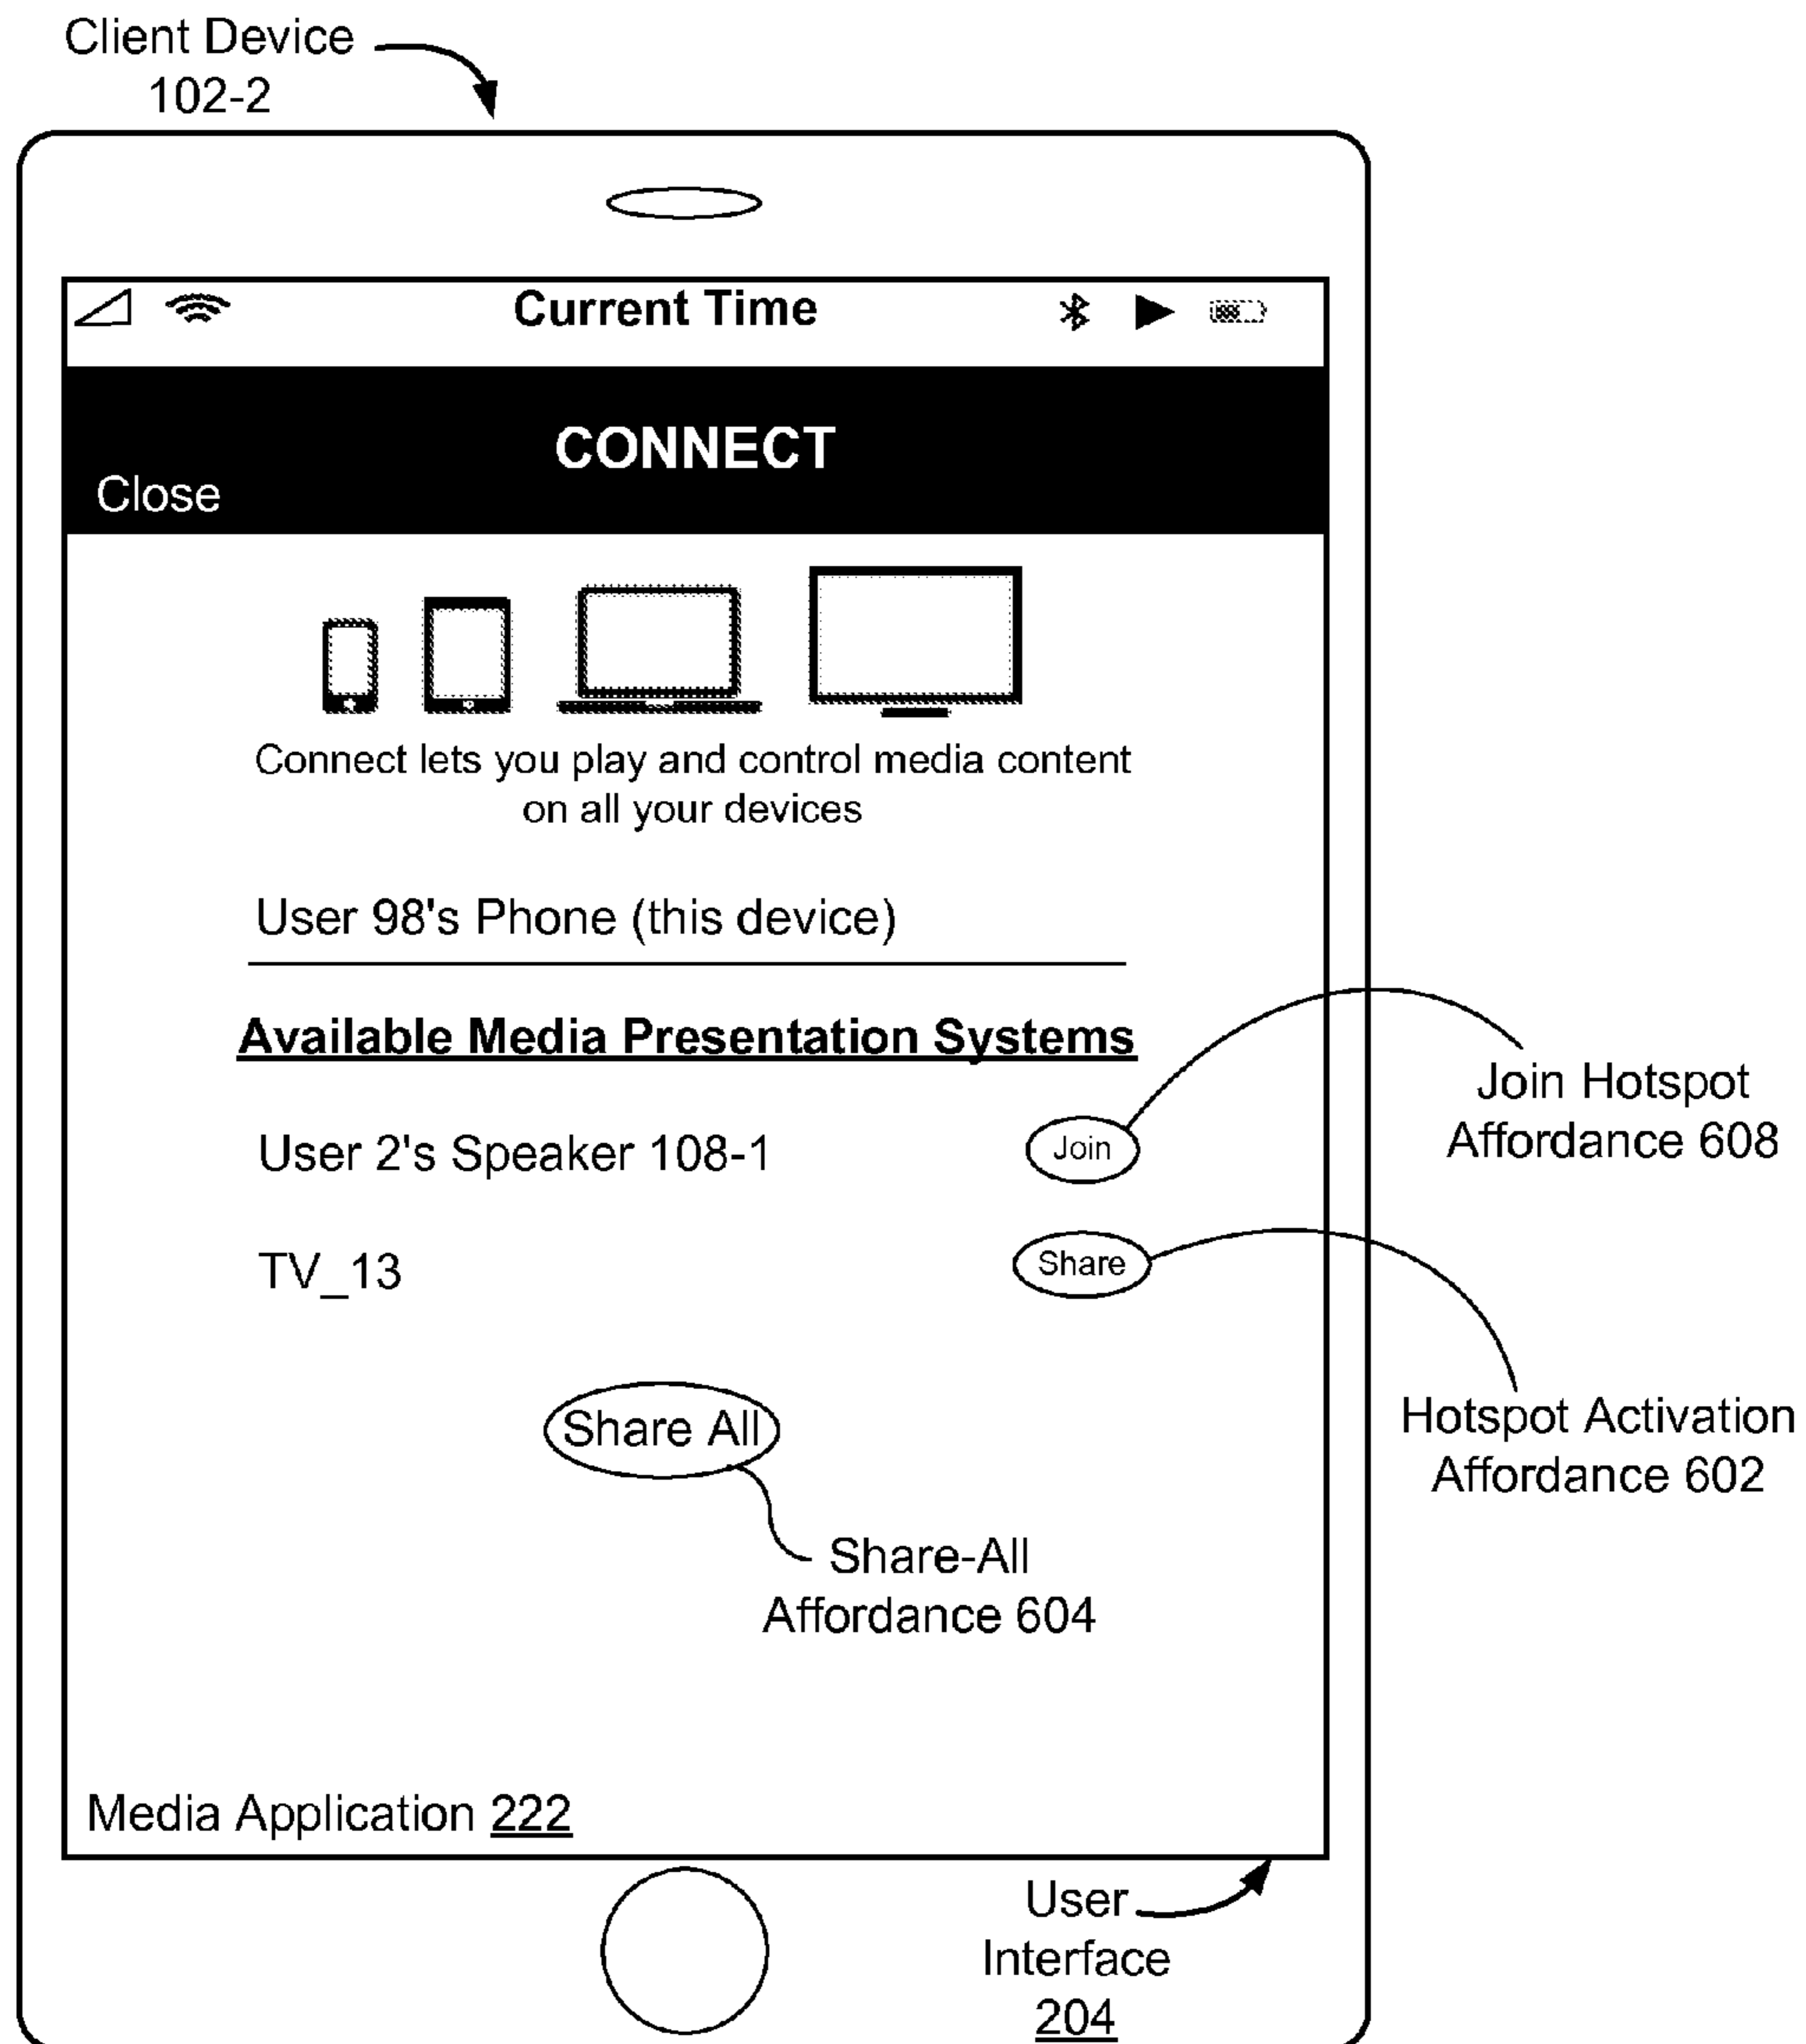 Client Device
102-2
Current Time
CONNECT
Close
Connect lets you play and control media content
on all your devices
User 98's Phone (this device)
Available Media Presentation Systems
User 2's Speaker 108-1
Join
Join Hotspot
Affordance 608
TV_13
Share
Hotspot Activation
Affordance 602
Share All
Share-All
Affordance 604
Media Application 222
User
Interface
204